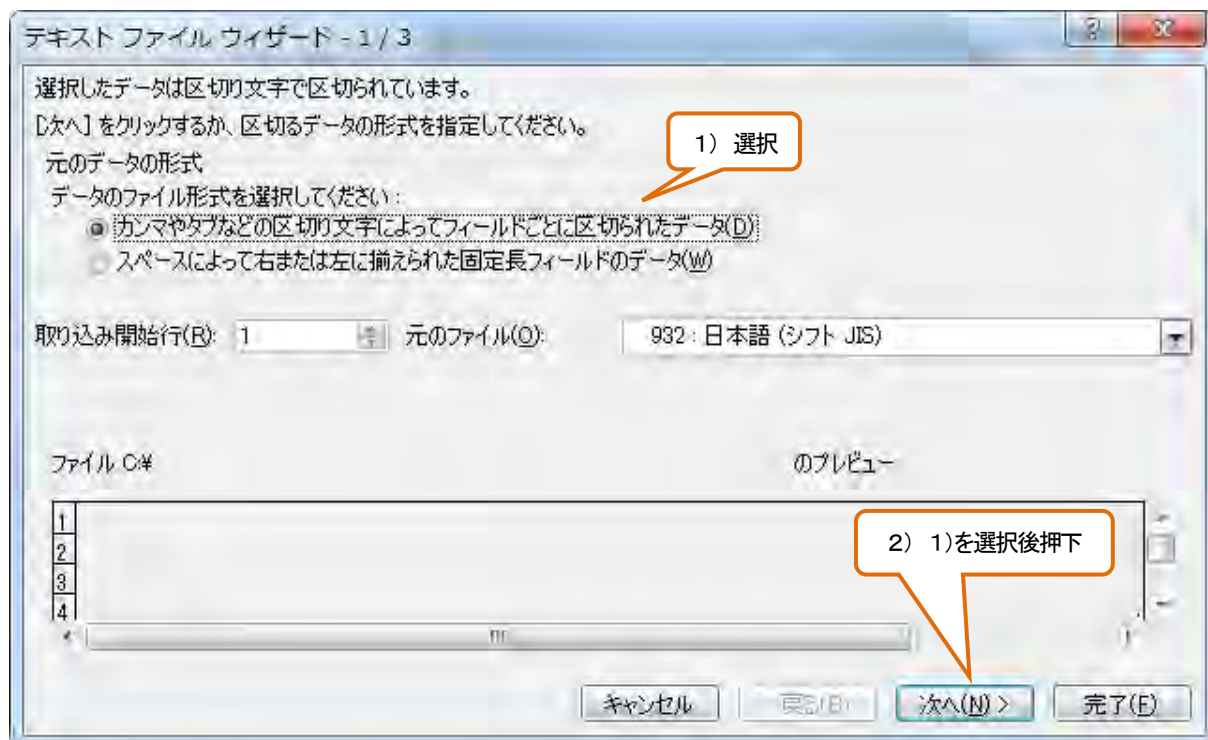 テキスト ファイル ウィザード - 1 / 3
選択したデータは区切り文字で区切られています。
[次へ] をクリックするか、区切るデータの形式を指定してください。
1) 選択
元のデータの形式
データのファイル形式を選択してください:
カンマやタブなどの区切り文字によってフィールドごとに区切られたデータ(D)
スペースによって右または左に揃えられた固定長フィールドのデータ(W)
取り込み開始行(R): 1 元のファイル(O): 932 : 日本語 (シフト JIS)
ファイル C:¥ のプレビュー
1
2
3
4
2) 1)を選択後押下
キャンセル 戻る(B) 次へ(N) > 完了(F)